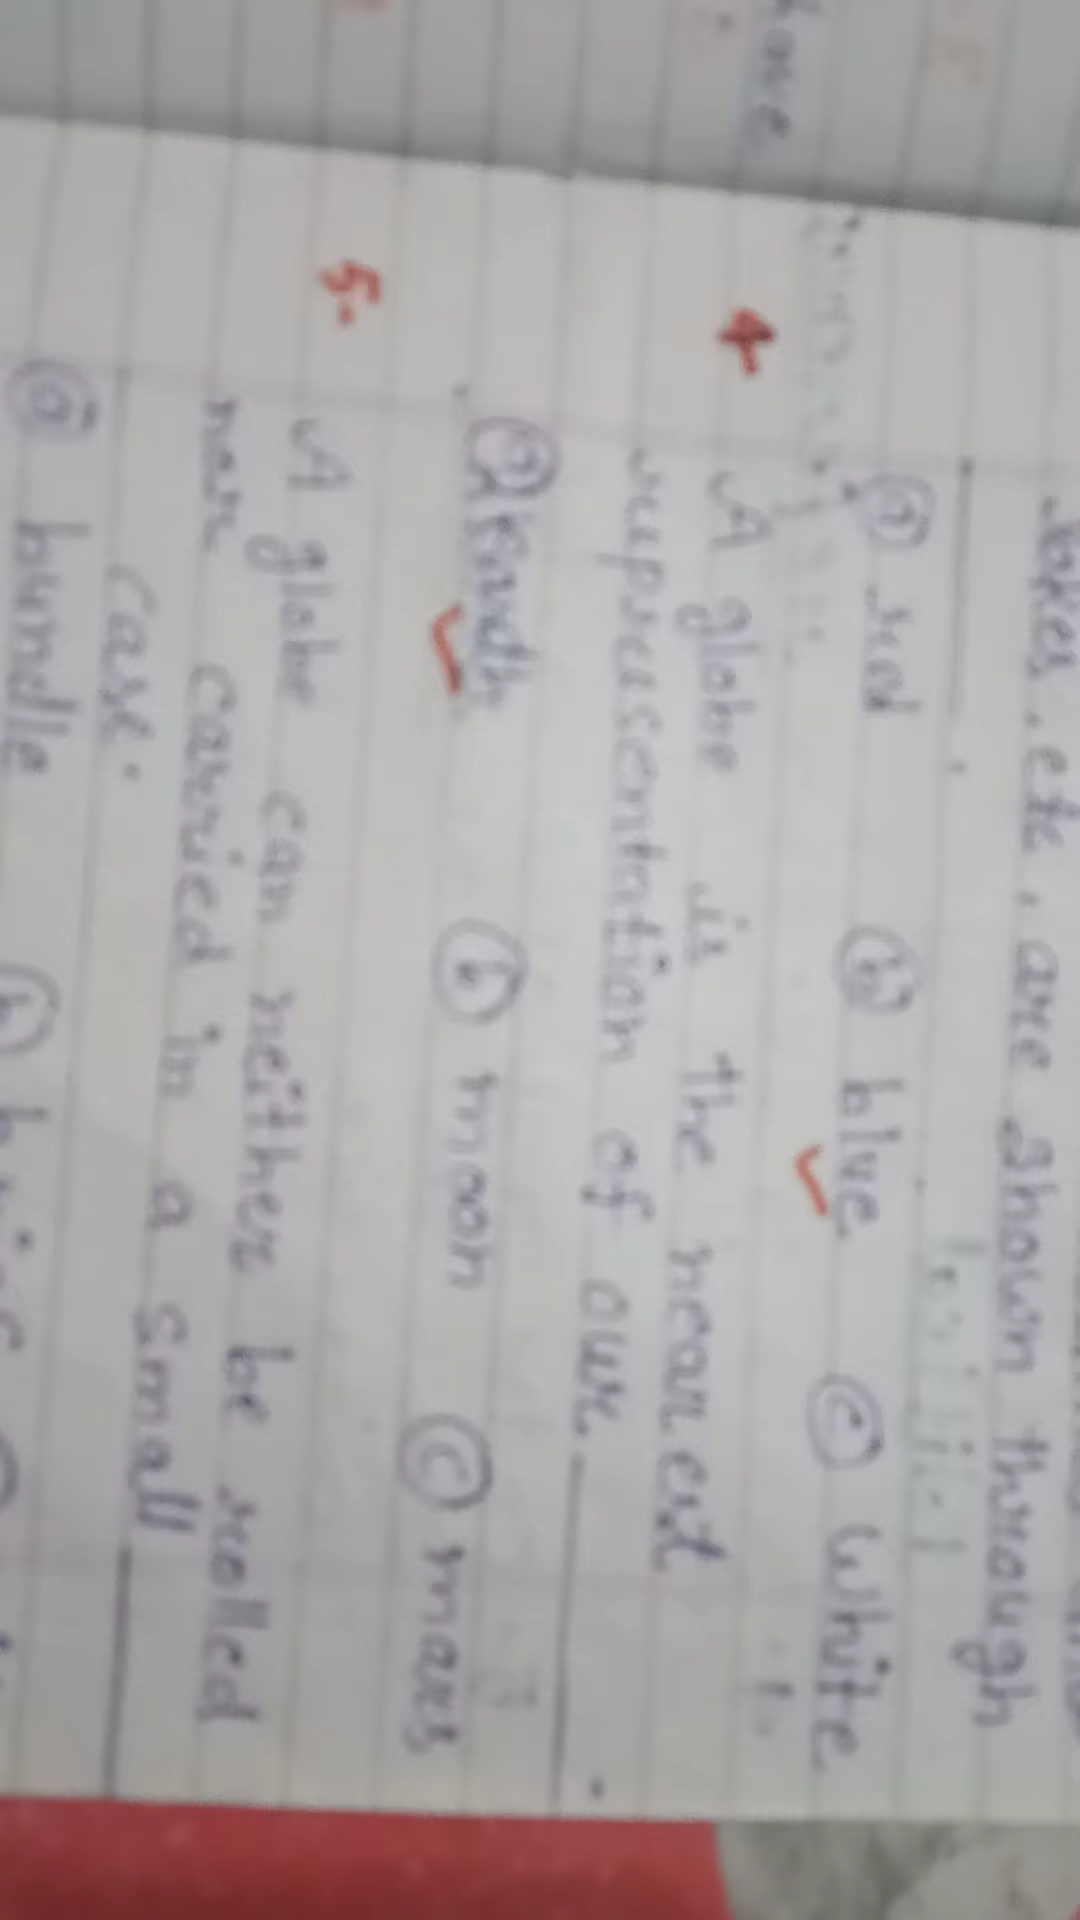 lakes, etc, are shown through
a red b blue c white
4 A globe is the nearest
representation of our
a Earth b moon c mars
5. A globe can neither be rolled
nor carried in a small
case.
a bundle b